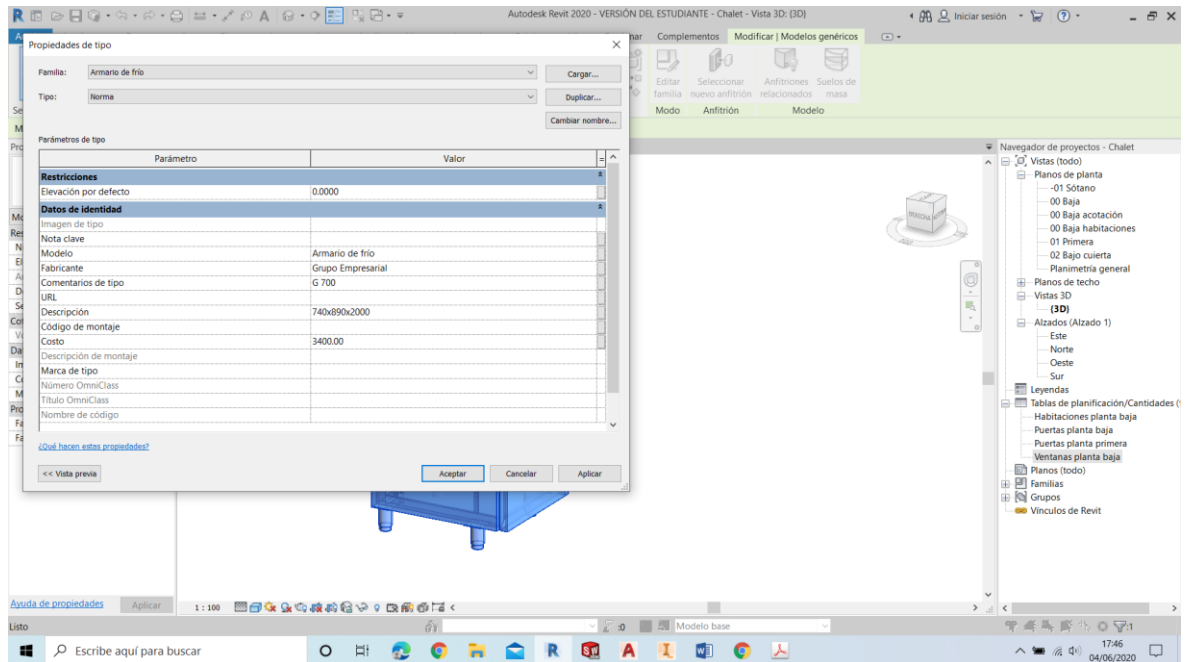 Autodesk Revit 2020 - VERSIÓN DEL ESTUDIANTE - Chalet - Vista 3D: {3D}
Iniciar sesión
Complementos Modificar | Modelos genéricos
Propiedades de tipo
Familia: Armario de frío Cargar...
Tipo: Norma Duplicar...
Cambiar nombre...
Editar familia
Seleccionar nuevo anfitrión
Anfitriones relacionados
Suelos de masa
Modo Anfitrión Modelo
Parámetros de tipo
Parámetro Valor =
Restricciones
Elevación por defecto 0.0000
Datos de identidad
Imagen de tipo
Nota clave
Modelo Armario de frío
Fabricante Grupo Empresarial
Comentarios de tipo G 700
URL
Descripción 740x890x2000
Código de montaje
Costo 3400.00
Descripción de montaje
Marca de tipo
Número OmniClass
Título OmniClass
Nombre de código
¿Qué hacen estas propiedades?
<< Vista previa Aceptar Cancelar Aplicar
Navegador de proyectos - Chalet
Vistas (todo)
Planos de planta
-01 Sótano
00 Baja
00 Baja acotación
00 Baja habitaciones
01 Primera
02 Bajo cuierta
Planimetría general
Planos de techo
Vistas 3D
{3D}
Alzados (Alzado 1)
Este
Norte
Oeste
Sur
Leyendas
Tablas de planificación/Cantidades (
Habitaciones planta baja
Puertas planta baja
Puertas planta primera
Ventanas planta baja
Planos (todo)
Familias
Grupos
Vínculos de Revit
Ayuda de propiedades Aplicar 1 : 100
Listo :0 Modelo base :1
Escribe aquí para buscar
17:46
04/06/2020